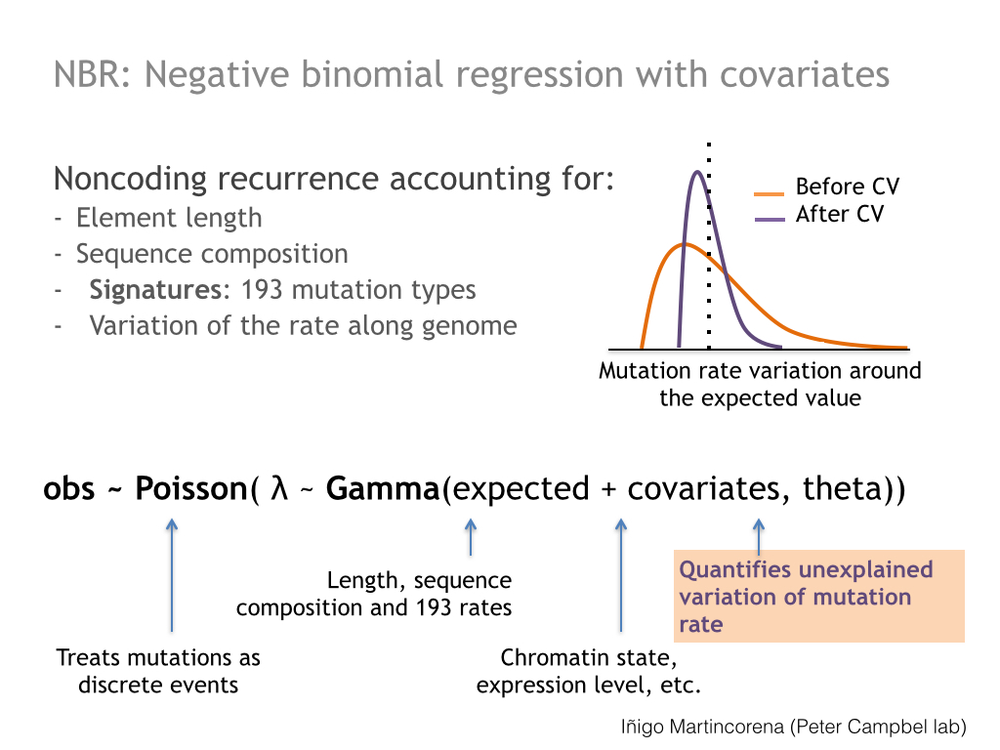 NBR: Negative binomial regression with covariates
Noncoding recurrence accounting for:
- Element length
- Sequence composition
- Signatures: 193 mutation types
- Variation of the rate along genome
Before CV
After CV
Mutation rate variation around
the expected value
obs ~ Poisson( λ ~ Gamma(expected + covariates, theta))
Length, sequence
composition and 193 rates
Quantifies unexplained
variation of mutation
rate
Treats mutations as
discrete events
Chromatin state,
expression level, etc.
Iñigo Martincorena (Peter Campbel lab)